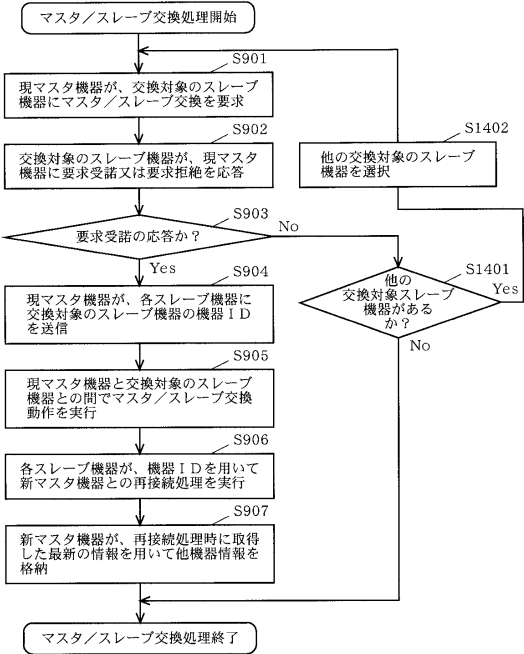 マスタ／スレーブ交換処理開始
S901
現マスタ機器が、交換対象のスレーブ
機器にマスタ／スレーブ交換を要求
S902
交換対象のスレーブ機器が、現マスタ
機器に要求受諾又は要求拒絶を応答
S903
要求受諾の応答か？
No
Yes
S1402
他の交換対象のスレーブ
機器を選択
S1401
他の
交換対象スレーブ
機器がある
か？
Yes
No
S904
現マスタ機器が、各スレーブ機器に
交換対象のスレーブ機器の機器ＩＤ
を送信
S905
現マスタ機器と交換対象のスレーブ
機器との間でマスタ／スレーブ交換
動作を実行
S906
各スレーブ機器が、機器ＩＤを用いて
新マスタ機器との再接続処理を実行
S907
新マスタ機器が、再接続処理時に取得
した最新の情報を用いて他機器情報を
格納
マスタ／スレーブ交換処理終了